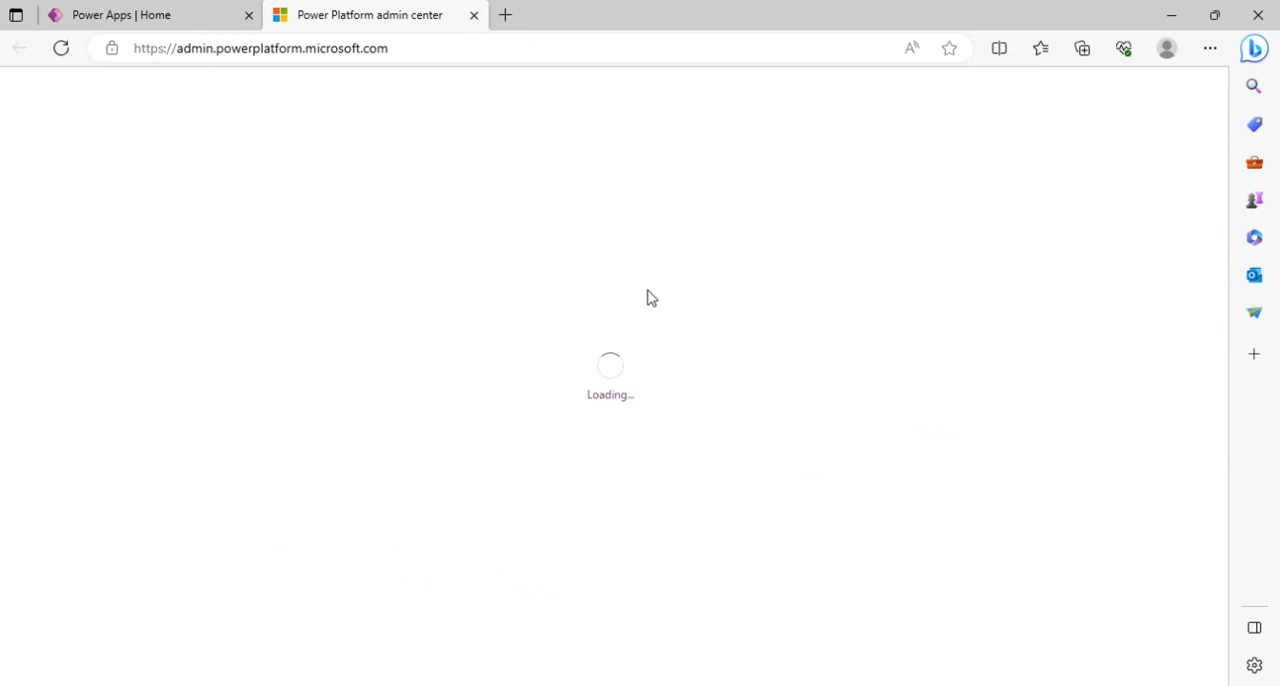 Power Apps | Home
Power Platform admin center
https://admin.powerplatform.microsoft.com
Loading...